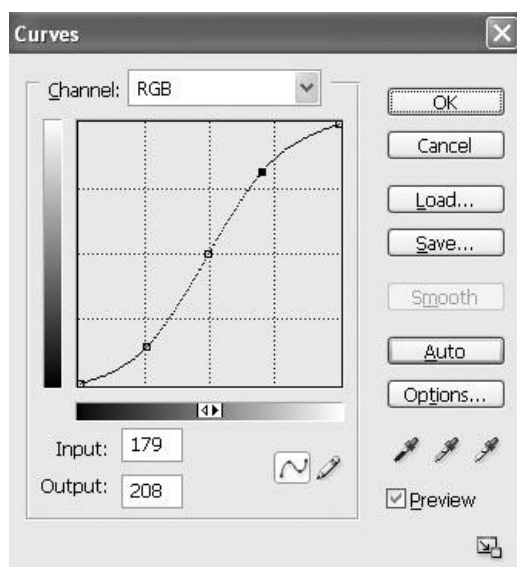 Curves
Channel: RGB
OK
Cancel
Load...
Save...
Smooth
Auto
Options...
Input: 179
Output: 208
Preview